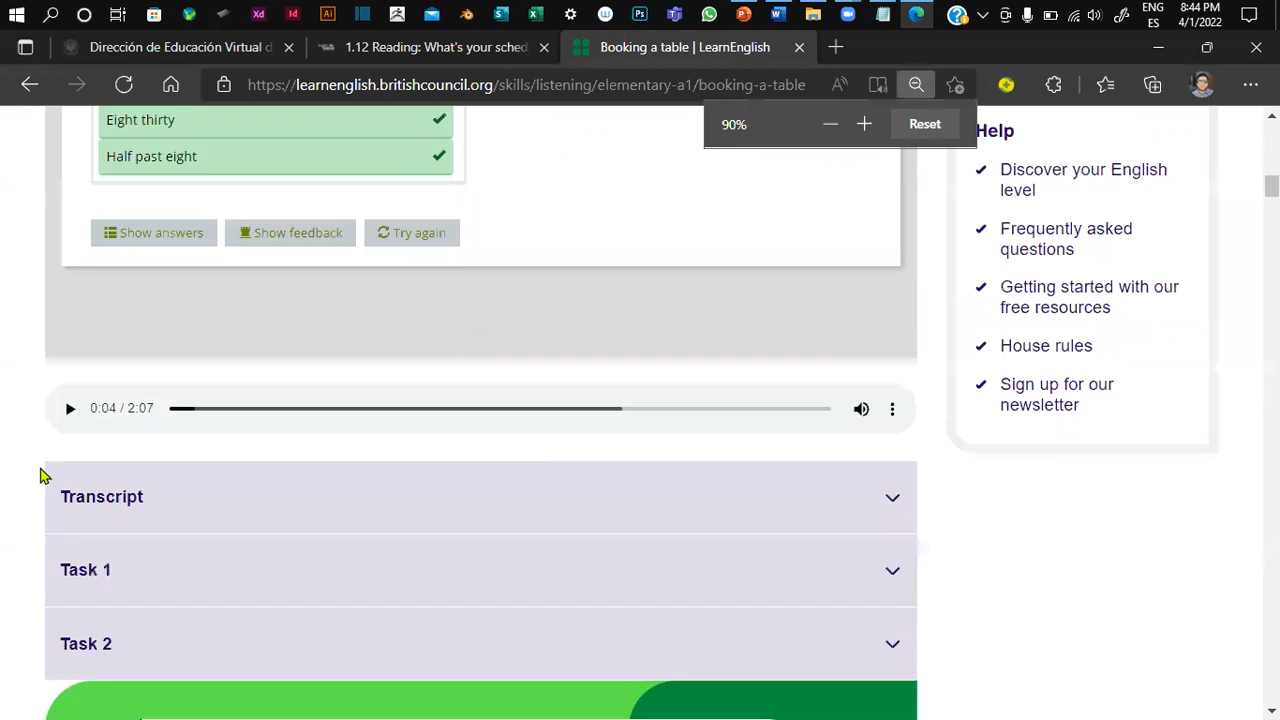 ENG
ES
8:44 PM
4/1/2022
Dirección de Educación Virtual d
1.12 Reading: What's your sched
Booking a table | LearnEnglish
https://learnenglish.britishcouncil.org/skills/listening/elementary-a1/booking-a-table
90%
Reset
Eight thirty
Half past eight
Show answers
Show feedback
Try again
0:04 / 2:07
Transcript
Task 1
Task 2
Help
Discover your English
level
Frequently asked
questions
Getting started with our
free resources
House rules
Sign up for our
newsletter